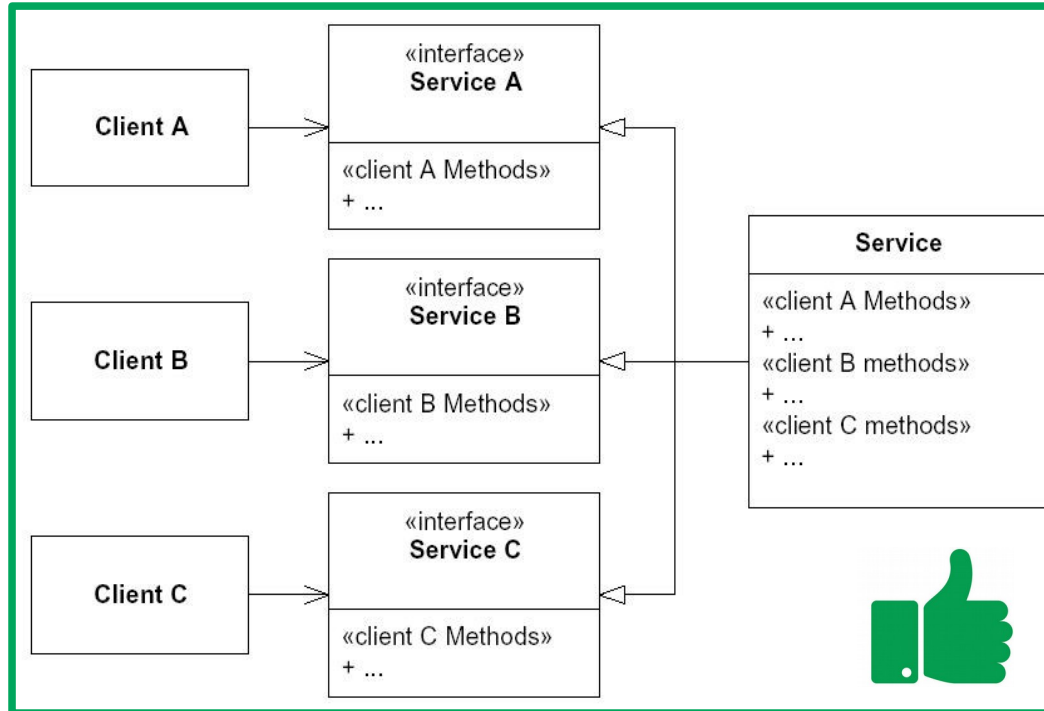 Client A
«interface»
Service A
«client A Methods»
+ ...
Client B
«interface»
Service B
«client B Methods»
+ ...
Client C
«interface»
Service C
«client C Methods»
+ ...
Service
«client A Methods»
+ ...
«client B methods»
+ ...
«client C methods»
+ ...